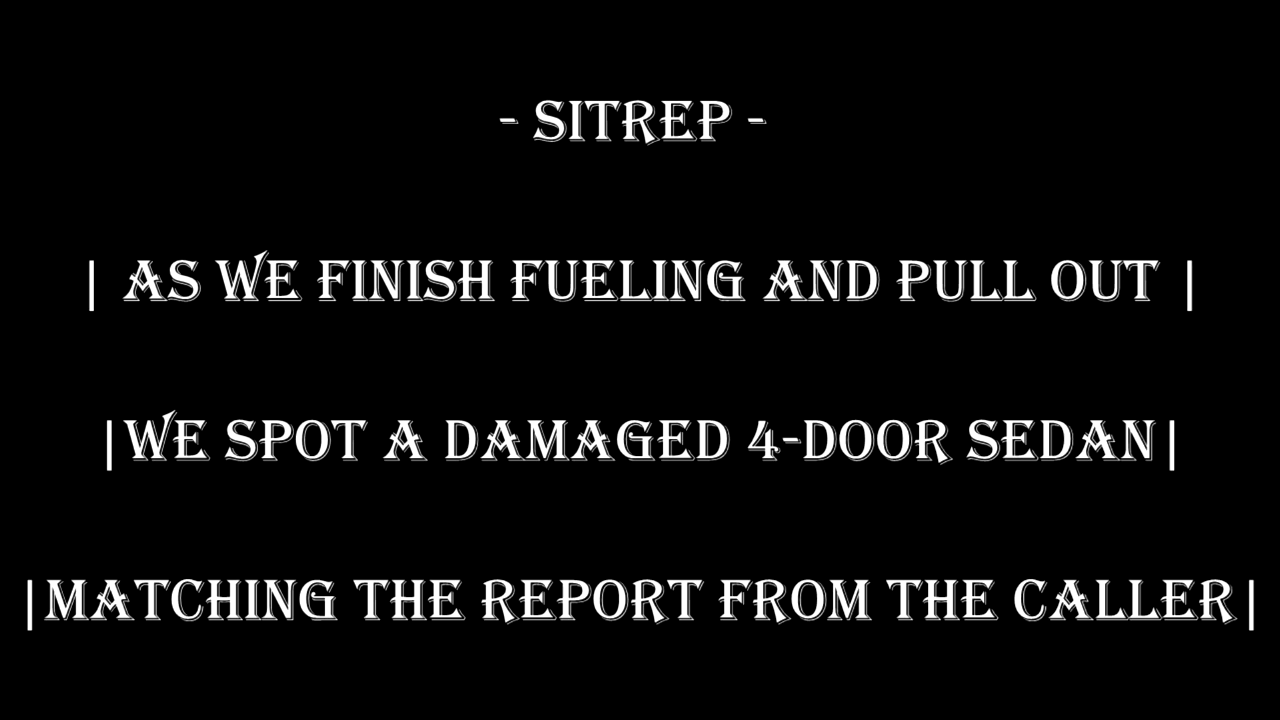 - SITREP -
| AS WE FINISH FUELING AND PULL OUT |
|WE SPOT A DAMAGED 4-DOOR SEDAN|
|MATCHING THE REPORT FROM THE CALLER|